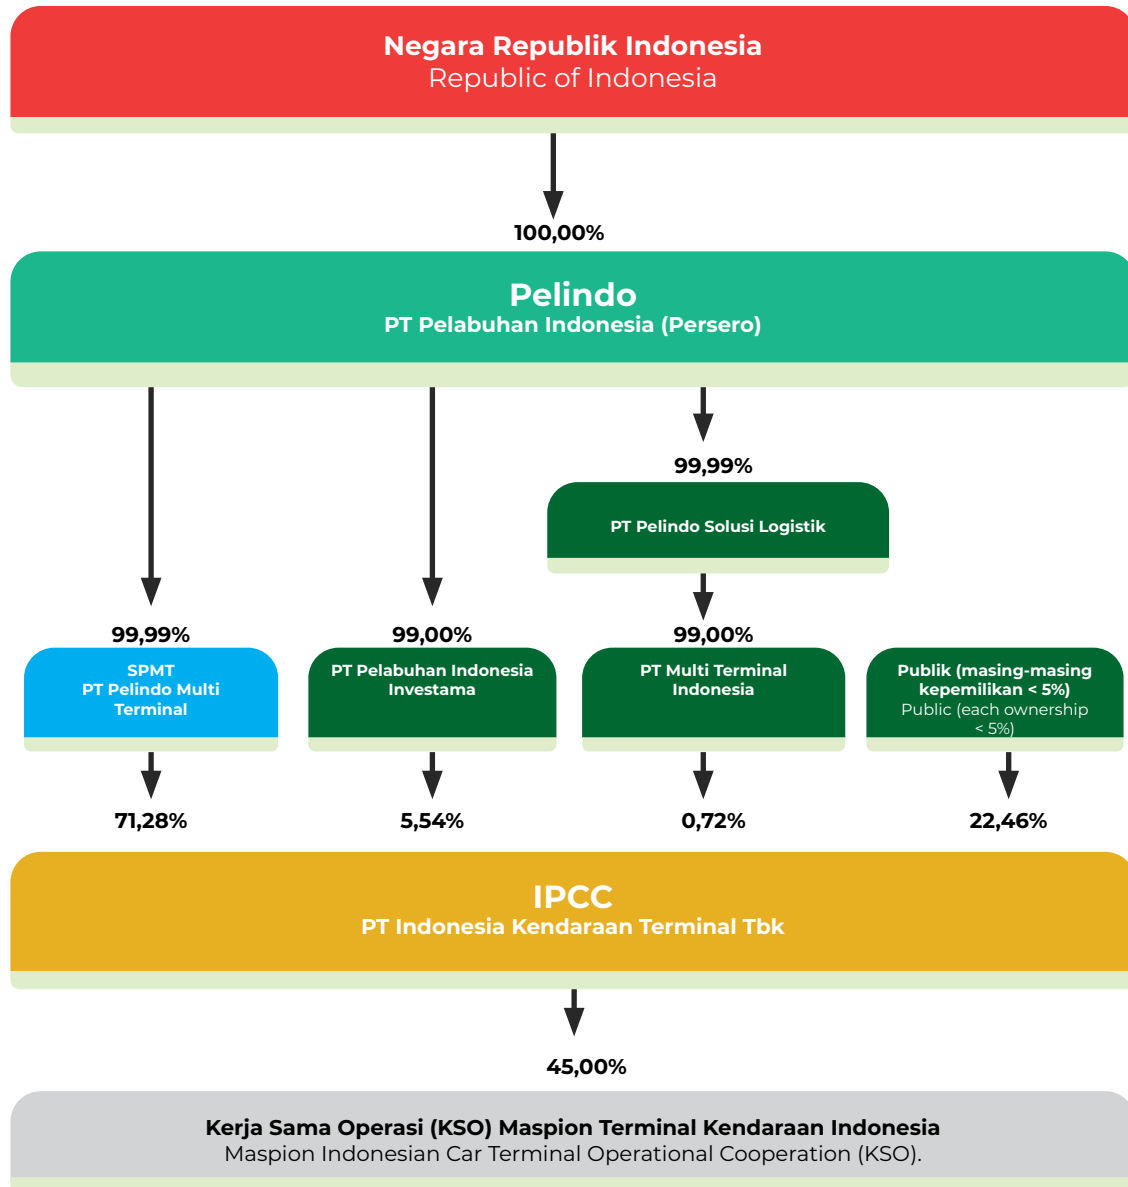 Negara Republik Indonesia
Republic of Indonesia
100,00%
Pelindo
PT Pelabuhan Indonesia (Persero)
99,99%
PT Pelindo Solusi Logistik
99,99%
99,00%
99,00%
SPMT
PT Pelindo Multi
Terminal
PT Pelabuhan Indonesia
Investama
PT Multi Terminal
Indonesia
Publik (masing-masing
kepemilikan < 5%)
Public (each ownership
< 5%)
71,28%
5,54%
0,72%
22,46%
IPCC
PT Indonesia Kendaraan Terminal Tbk
45,00%
Kerja Sama Operasi (KSO) Maspion Terminal Kendaraan Indonesia
Maspion Indonesian Car Terminal Operational Cooperation (KSO).